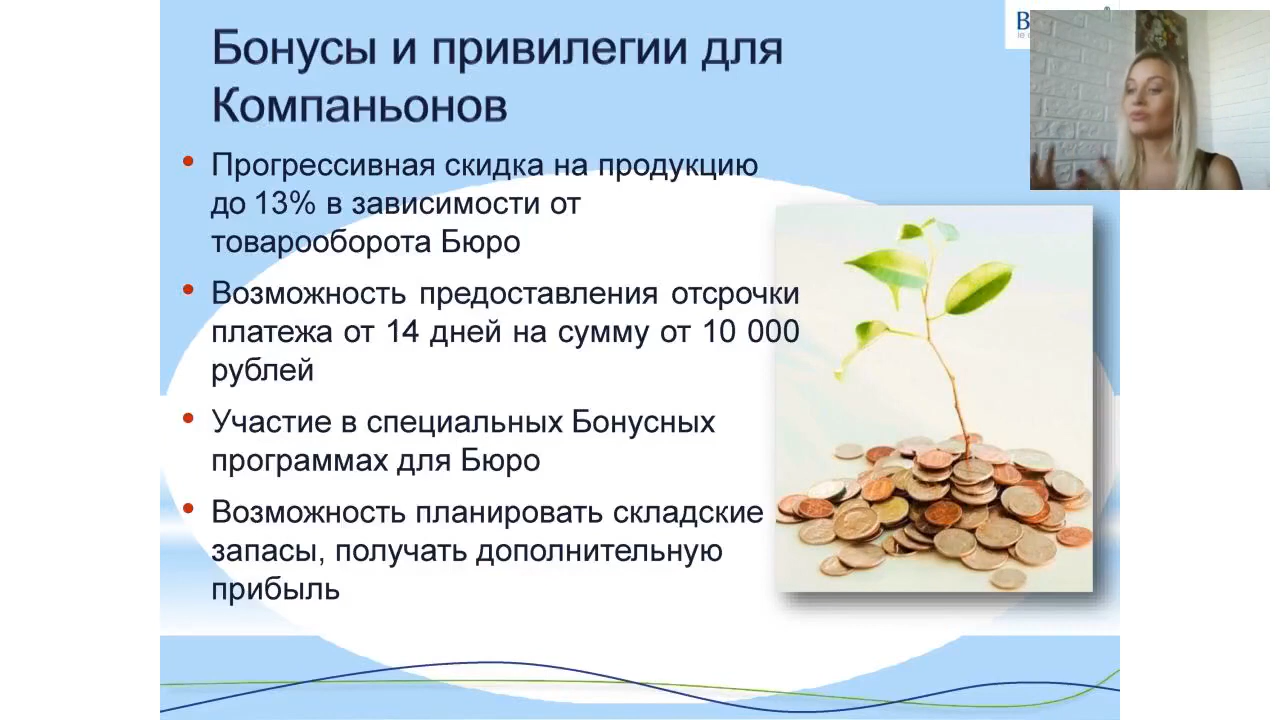 Бонусы и привилегии для
Компаньонов
Прогрессивная скидка на продукцию
до 13% в зависимости от
товарооборота Бюро
Возможность предоставления отсрочки
платежа от 14 дней на сумму от 10 000
рублей
Участие в специальных Бонусных
программах для Бюро
Возможность планировать складские
запасы, получать дополнительную
прибыль